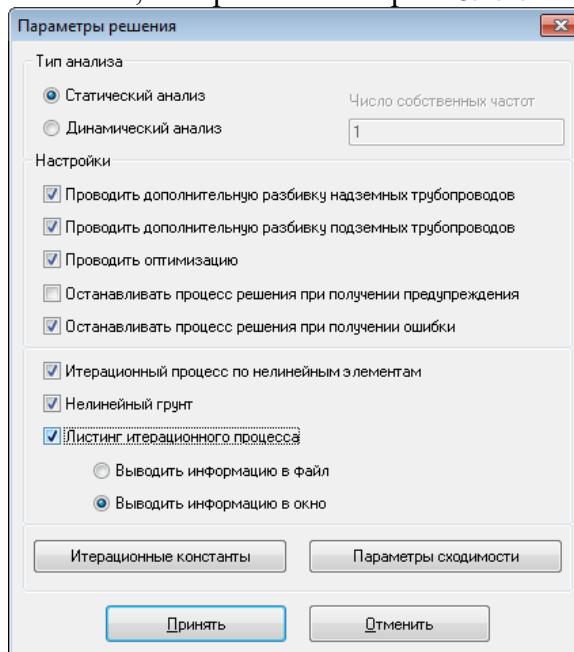 Параметры решения
Тип анализа
Статический анализ
Число собственных частот
Динамический анализ
1
Настройки
Проводить дополнительную разбивку надземных трубопроводов
Проводить дополнительную разбивку подземных трубопроводов
Проводить оптимизацию
Останавливать процесс решения при получении предупреждения
Останавливать процесс решения при получении ошибки
Итерационный процесс по нелинейным элементам
Нелинейный грунт
Листинг итерационного процесса
Выводить информацию в файл
Выводить информацию в окно
Итерационные константы
Параметры сходимости
Принять
Отменить